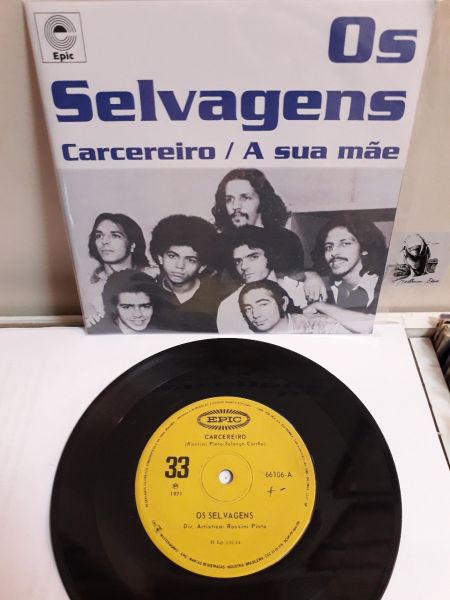 Epic
Os
Selvagens
Carcereiro / A sua mãe
EPIC
CARCEREIRO
(Rossini Pinto-Solange Corrêa)
33
66106-A
℗
1971
OS SELVAGENS
Dir. Artística: Rossini Pinto